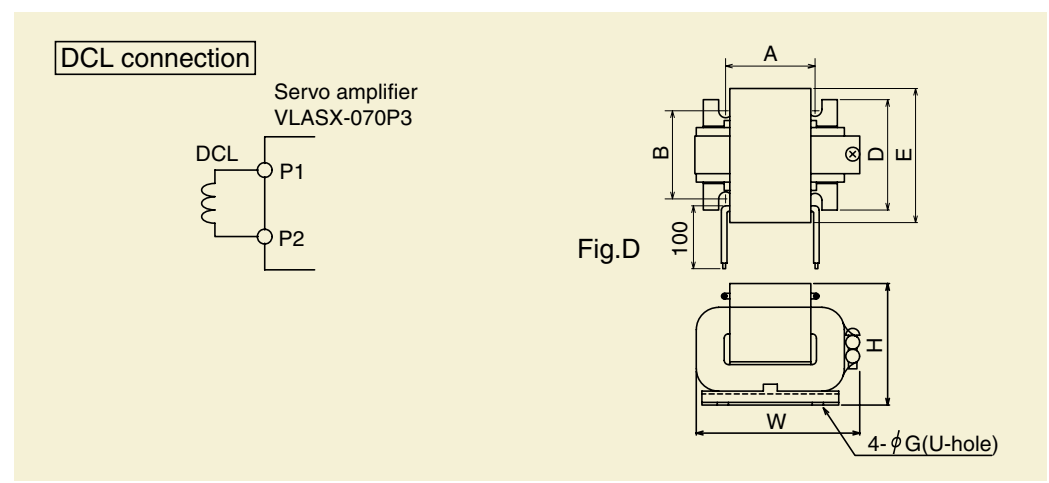 DCL connection
Servo amplifier
VLASX-070P3
DCL
P1
P2
A
B
D
E
100
Fig.D
H
W
4-φG(U-hole)